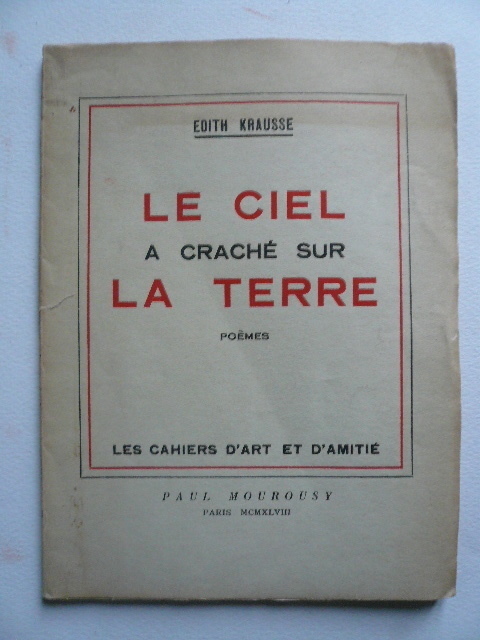 EDITH KRAUSSE
LE CIEL
A CRACHÉ SUR
LA TERRE
POÈMES
LES CAHIERS D'ART ET D'AMITIÉ
PAUL MOUROUSY
PARIS MCMXLVIII